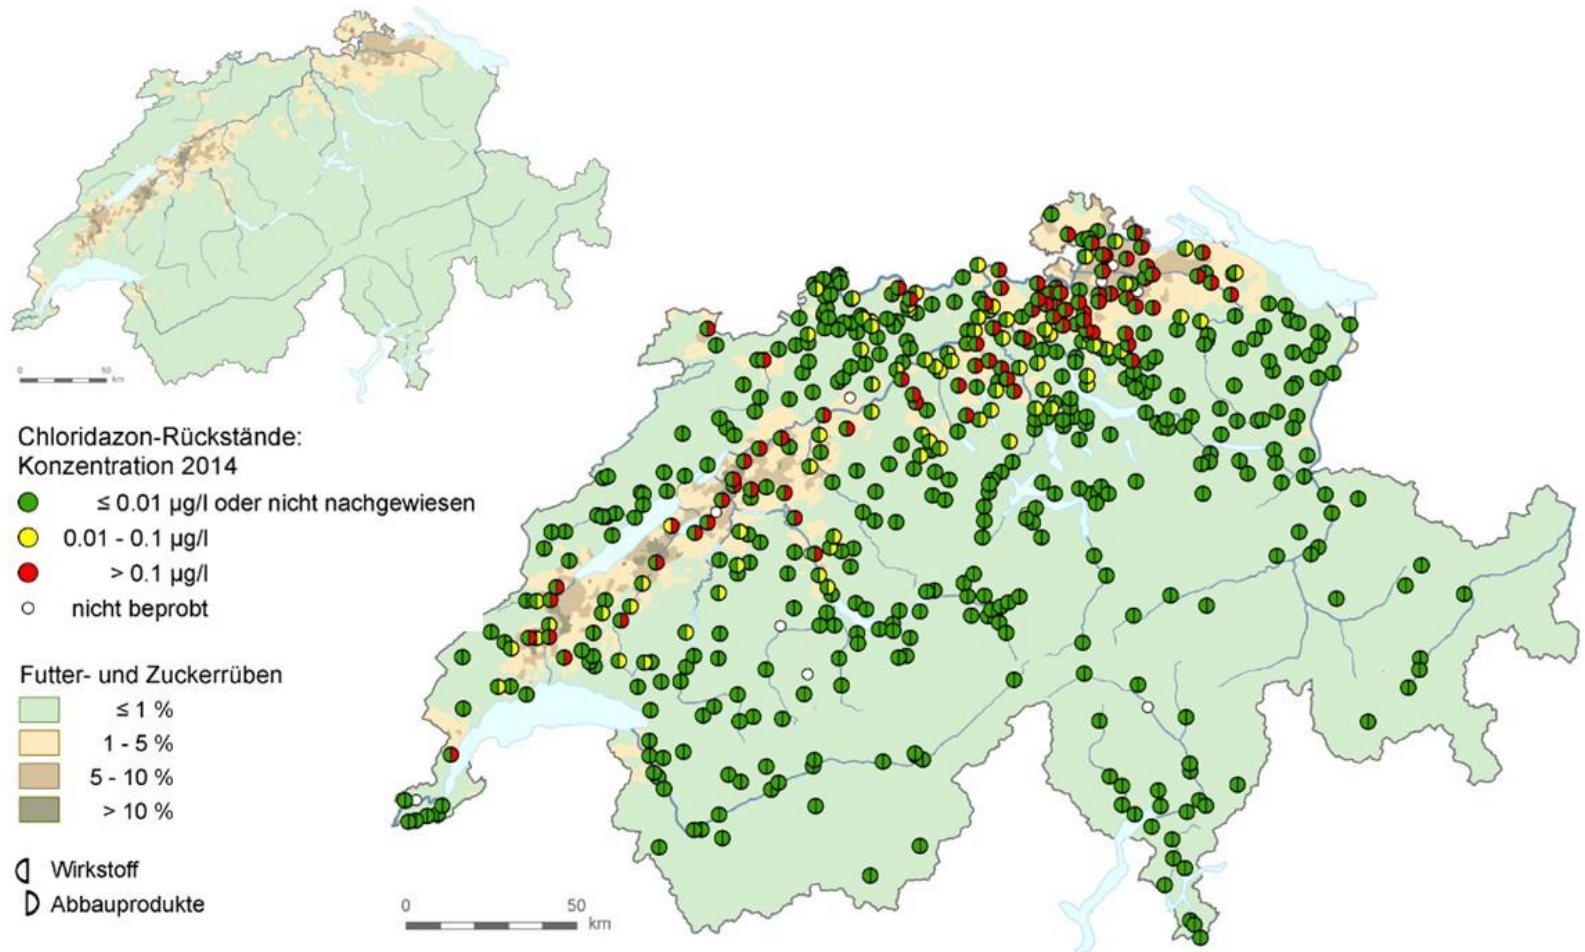 0
50
km
Chloridazon-Rückstände:
Konzentration 2014
≤ 0.01 µg/l oder nicht nachgewiesen
0.01 - 0.1 µg/l
> 0.1 µg/l
nicht beprobt
Futter- und Zuckerrüben
≤ 1 %
1 - 5 %
5 - 10 %
> 10 %
Wirkstoff
Abbauprodukte
0
50
km